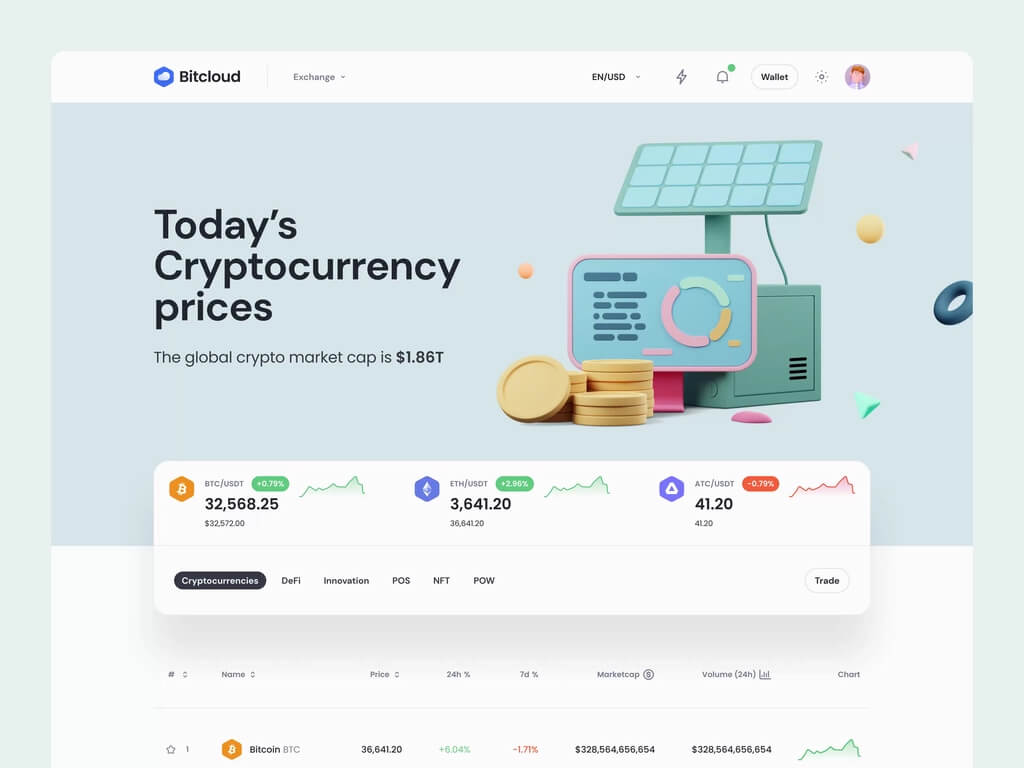 Bitcloud
Exchange
EN/USD
Wallet
Today's
Cryptocurrency
prices
The global crypto market cap is $1.86T
BTC/USDT +0.79%
32,568.25
$32,572.00
ETH/USDT +2.96%
3,641.20
36,641.20
ATC/USDT -0.79%
41.20
41.20
Cryptocurrencies DeFi Innovation POS NFT POW
Trade
# Name Price 24h % 7d % Marketcap Volume (24h) Chart
1 Bitcoin BTC 36,641.20 +6.04% -1.71% $328,564,656,654 $328,564,656,654